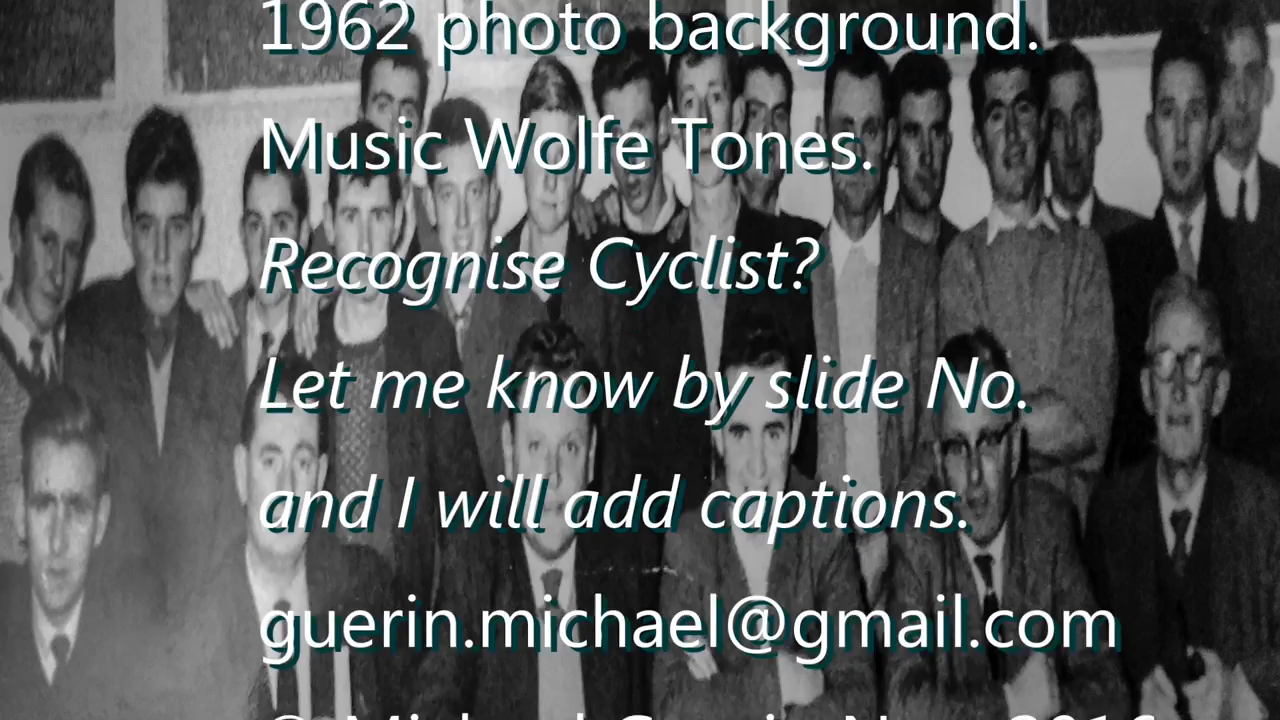 1962 photo background.
Music Wolfe Tones.
Recognise Cyclist?
Let me know by slide No.
and I will add captions.
guerin.michael@gmail.com